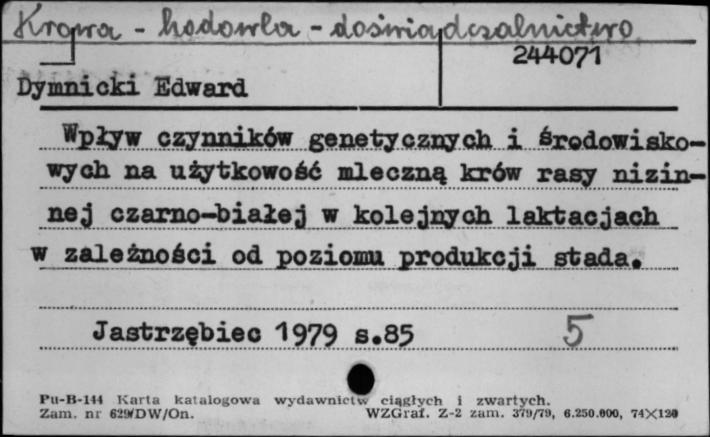 Krowa - hodowla - doświadczalnictwo
244071
Dymnicki Edward
Wpływ czynników genetycznych i środowisko-
wych na użytkowość mleczną krów rasy nizin-
nej czarno-białej w kolejnych laktacjach
w zależności od poziomu produkcji stada.
Jastrzębiec 1979 s.85 5
Pu-B-144 Karta katalogowa wydawnictw ciągłych i zwartych.
Zam. nr 629/DW/On. WZGraf. Z-2 zam. 379/79, 6.250.000, 74×120